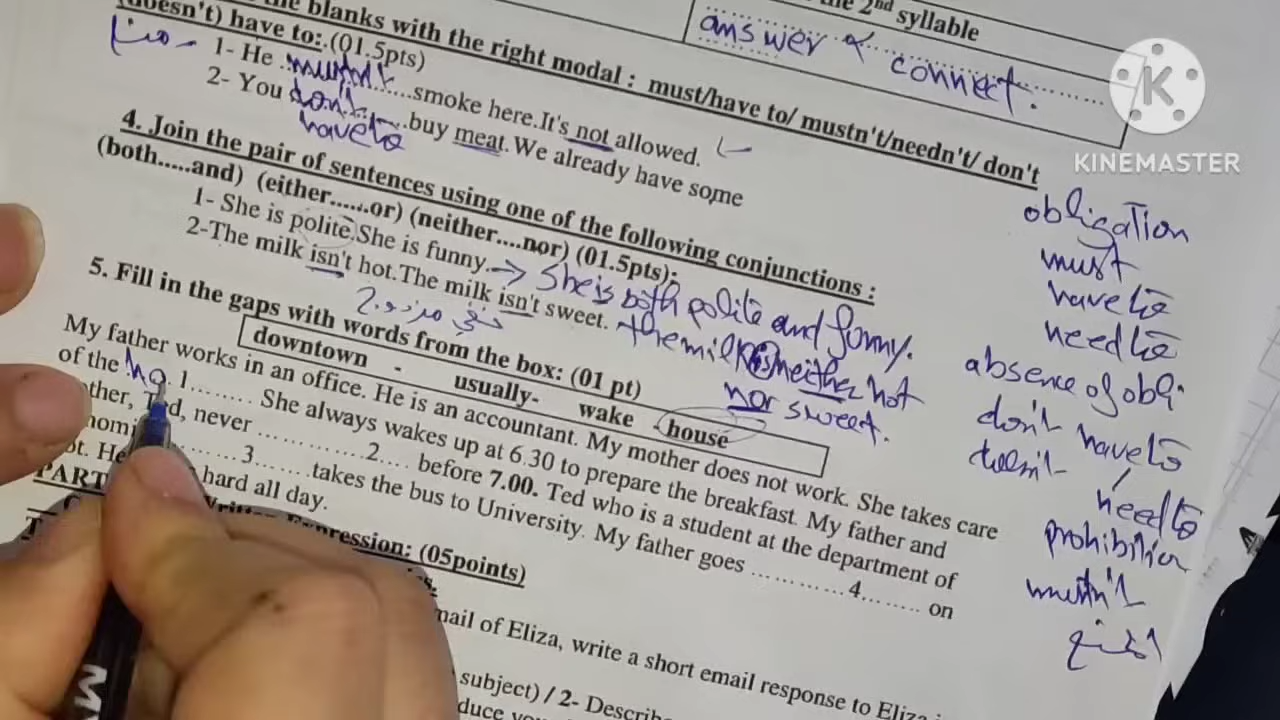 the 2nd syllable
answer & connect.
the blanks with the right modal : must/have to/ mustn't/needn't/ don't
(doesn't) have to:.(01.5pts)
1- He mustn't smoke here.It's not allowed.
2- You don't have to buy meat.We already have some
4. Join the pair of sentences using one of the following conjunctions :
(both.....and) (either.......or) (neither....nor) (01.5pts):
1- She is polite.She is funny. → She is both polite and funny.
2-The milk isn't hot.The milk isn't sweet. the milk is neither hot
nor sweet.
5. Fill in the gaps with words from the box: (01 pt)
downtown - usually- wake -house
My father works in an office. He is an accountant. My mother does not work. She takes care
of the ho 1........ She always wakes up at 6.30 to prepare the breakfast. My father and
Ted, never ............2.... before 7.00. Ted who is a student at the department of
3.......takes the bus to University. My father goes ............4........ on
hard all day.
PART
Written Expression: (05points)
mail of Eliza, write a short email response to Eliza
subject) / 2-
obligation
must
have to
need to
absence of obli
don't have to
need to
prohibition
mustn't
KINEMASTER